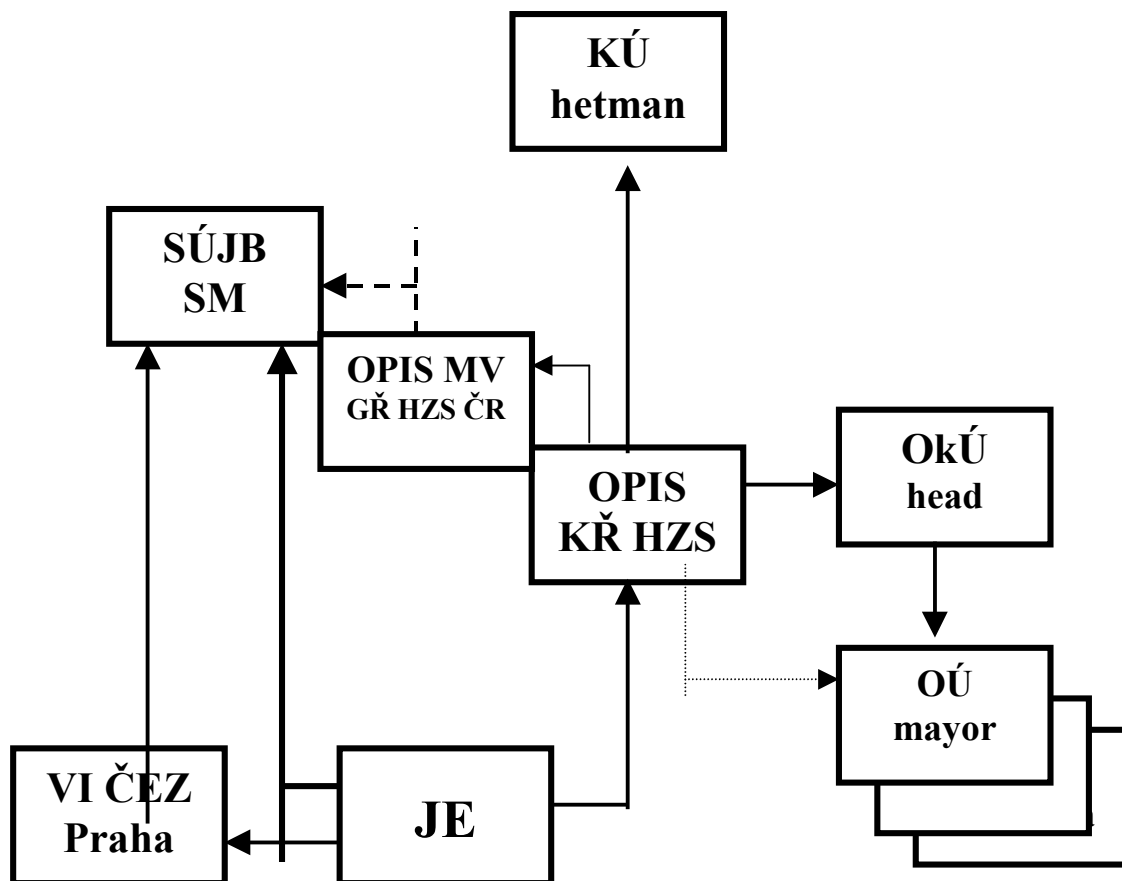 KÚ
hetman
SÚJB
SM
OPIS MV
GŘ HZS ČR
OPIS
KŘ HZS
OkÚ
head
OÚ
mayor
VI ČEZ
Praha
JE